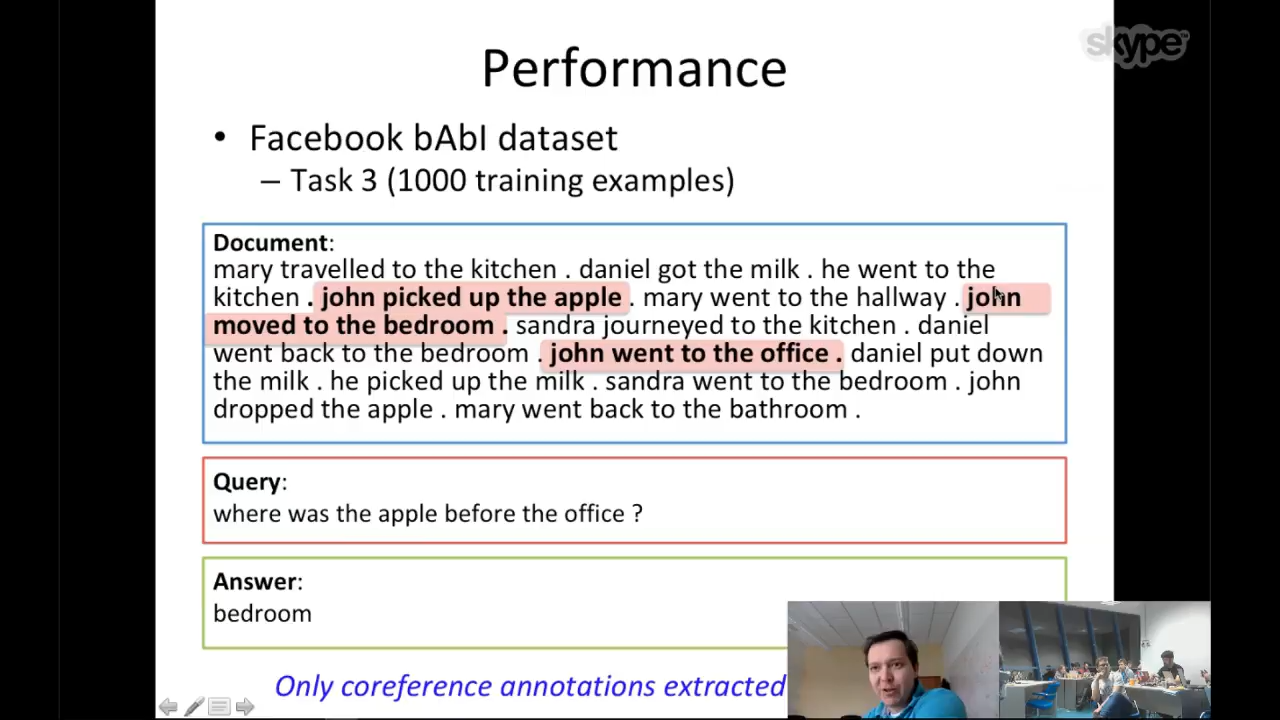 skype
Performance
• Facebook bAbI dataset
– Task 3 (1000 training examples)
Document:
mary travelled to the kitchen . daniel got the milk . he went to the
kitchen . john picked up the apple . mary went to the hallway . john
moved to the bedroom . sandra journeyed to the kitchen . daniel
went back to the bedroom . john went to the office . daniel put down
the milk . he picked up the milk . sandra went to the bedroom . john
dropped the apple . mary went back to the bathroom .
Query:
where was the apple before the office ?
Answer:
bedroom
Only coreference annotations extracted